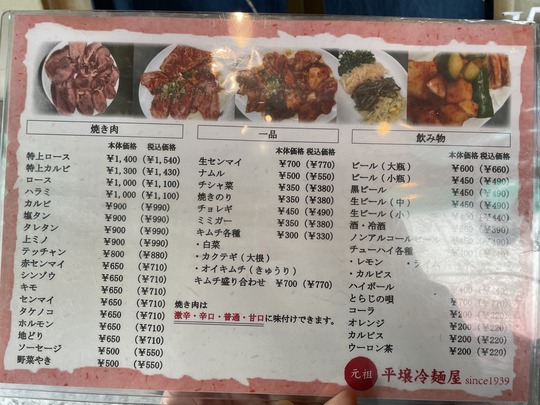 焼き肉
本体価格 税込価格
特上ロース ¥1,400 (¥1,540)
特上カルビ ¥1,300 (¥1,430)
ロース ¥1,000 (¥1,100)
ハラミ ¥1,000 (¥1,100)
カルビ ¥900 (¥990)
塩タン ¥900 (¥990)
タレタン ¥900 (¥990)
上ミノ ¥900 (¥990)
テッチャン ¥800 (¥880)
赤センマイ ¥650 (¥710)
シンゾウ ¥650 (¥710)
キモ ¥650 (¥710)
センマイ ¥650 (¥710)
タケノコ ¥650 (¥710)
ホルモン ¥650 (¥710)
地どり ¥650 (¥710)
ソーセージ ¥500 (¥550)
野菜やき ¥500 (¥550)
一品
本体価格 税込価格
生センマイ ¥700 (¥770)
ナムル ¥500 (¥550)
チシャ菜 ¥350 (¥380)
焼きのり ¥350 (¥380)
チョレギ ¥450 (¥490)
ミミガー ¥350 (¥380)
キムチ各種 ¥300 (¥330)
・白菜
・カクテギ(大根)
・オイキムチ(きゅうり)
キムチ盛り合わせ ¥700 (¥770)
焼き肉は
激辛・辛口・普通・甘口に味付けできます。
飲み物
本体価格 税込価格
ビール(大瓶) ¥600 (¥660)
ビール(小瓶) ¥450 (¥490)
黒ビール ¥450 (¥490)
生ビール(中) ¥450 (¥490)
生ビール(小) (¥440)
酒・冷酒 (¥390)
ノンアルコールビール
チューハイ各種
・レモン
・カルピス
ハイボール
とらじの唄 ¥700 (¥770)
コーラ ¥200 (¥220)
オレンジ ¥200 (¥220)
カルピス ¥200 (¥220)
ウーロン茶 ¥200 (¥220)
元祖 平壌冷麺屋 since1939